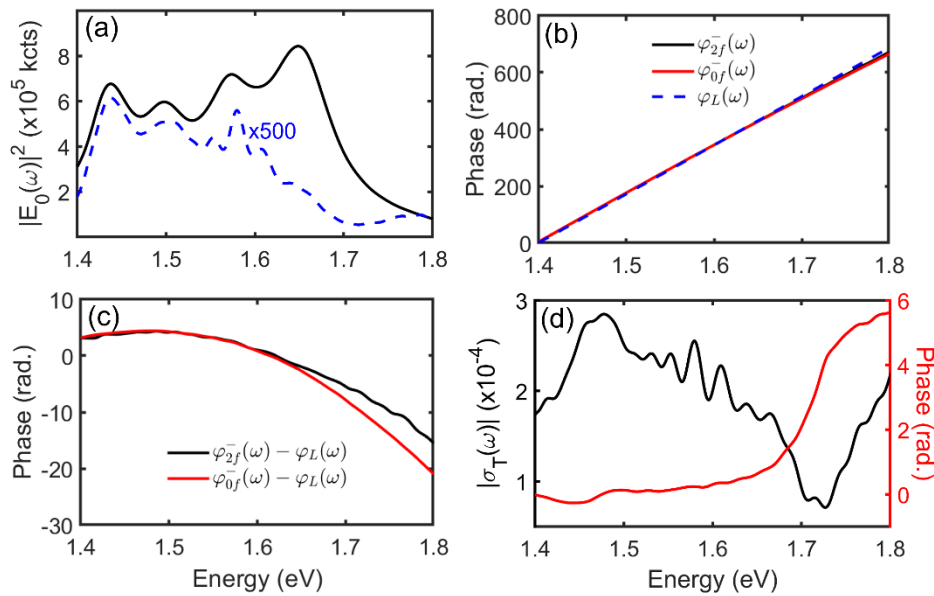 (a)
|E₀(ω)|² (x10⁵ kcts)
8
6
4
2
x500
1.4 1.5 1.6 1.7 1.8
(b)
Phase (rad.)
800
600
400
200
0
φ⁻₂f(ω)
φ⁻₀f(ω)
φL(ω)
1.4 1.5 1.6 1.7 1.8
(c)
Phase (rad.)
10
0
-10
-20
-30
φ⁻₂f(ω) − φL(ω)
φ⁻₀f(ω) − φL(ω)
1.4 1.5 1.6 1.7 1.8
Energy (eV)
(d)
|σT(ω)| (x10⁻⁴)
3
2
1
6
4
2
0
Phase (rad.)
1.4 1.5 1.6 1.7 1.8
Energy (eV)